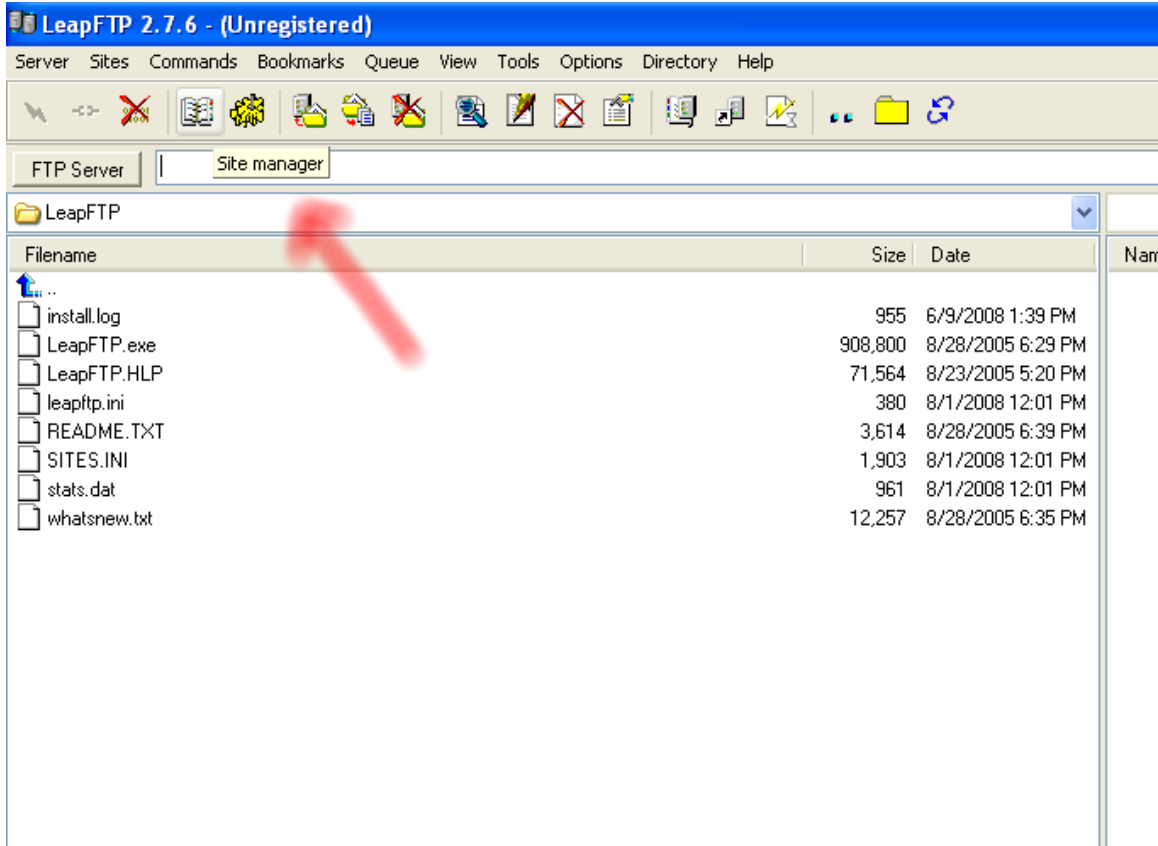 LeapFTP 2.7.6 - (Unregistered)
Server Sites Commands Bookmarks Queue View Tools Options Directory Help
Site manager
FTP Server
LeapFTP
Filename Size Date Nam
..
install.log 955 6/9/2008 1:39 PM
LeapFTP.exe 908,800 8/28/2005 6:29 PM
LeapFTP.HLP 71,564 8/23/2005 5:20 PM
leapftp.ini 380 8/1/2008 12:01 PM
README.TXT 3,614 8/28/2005 6:39 PM
SITES.INI 1,903 8/1/2008 12:01 PM
stats.dat 961 8/1/2008 12:01 PM
whatsnew.txt 12,257 8/28/2005 6:35 PM